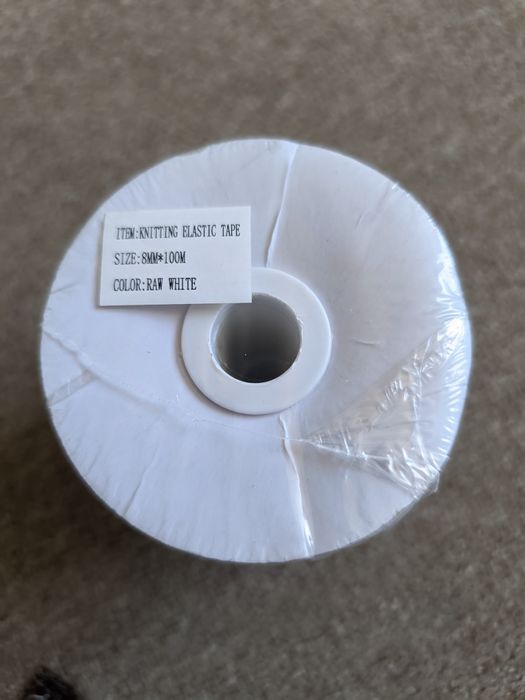 ITEM:KNITTING ELASTIC TAPE
SIZE:8MM*100M
COLOR:RAW WHITE